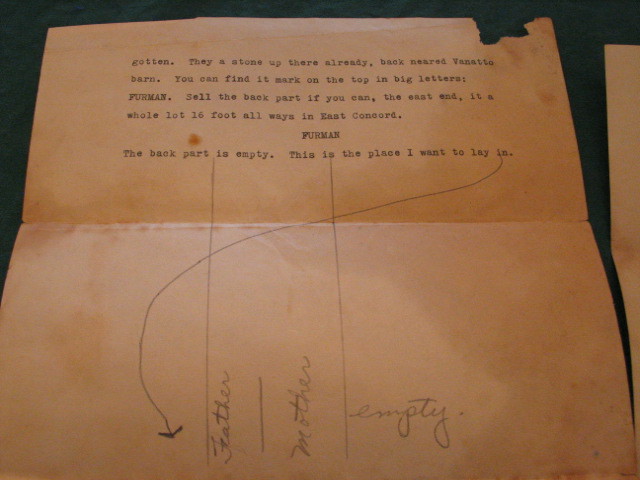 gotten. They a stone up there already, back neared Vanatto
barn. You can find it mark on the top in big letters;
FURMAN. Sell the back part if you can, the east end, it a
whole lot 16 foot all ways in East Concord.
FURMAN
The back part is empty. This is the place I want to lay in.
Father
Mother
empty.